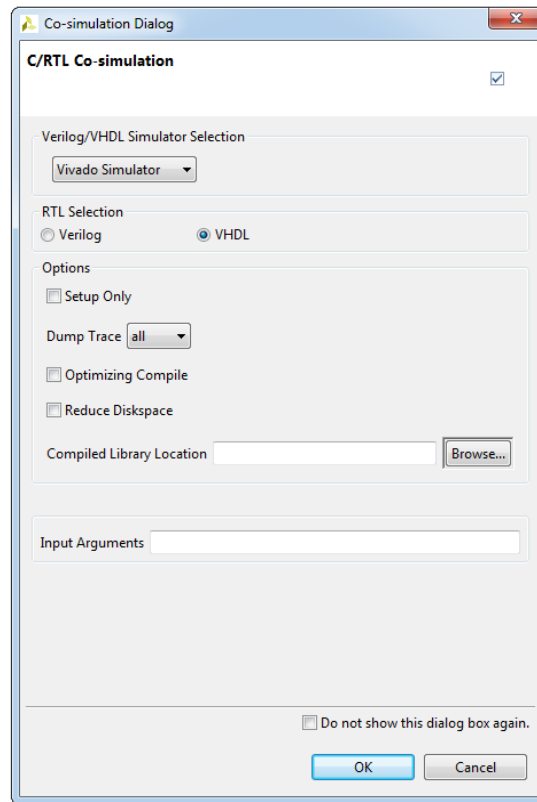 Co-simulation Dialog
C/RTL Co-simulation
Verilog/VHDL Simulator Selection
Vivado Simulator
RTL Selection
Verilog VHDL
Options
Setup Only
Dump Trace all
Optimizing Compile
Reduce Diskspace
Compiled Library Location Browse...
Input Arguments
Do not show this dialog box again.
OK Cancel